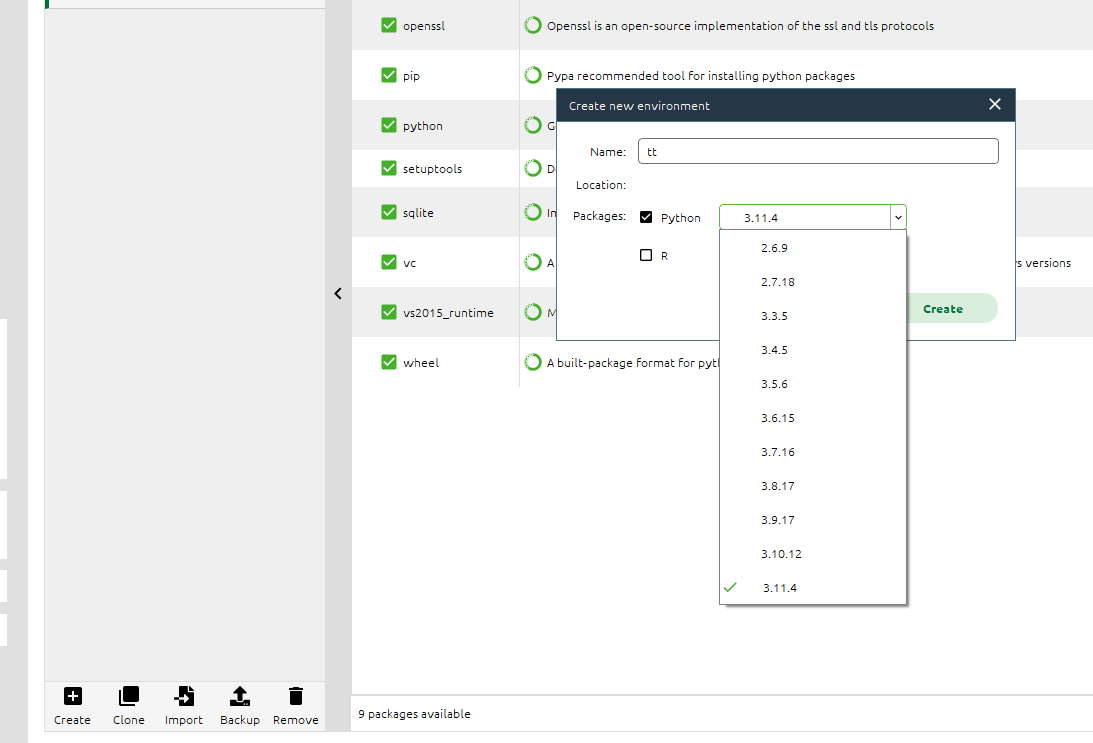 openssl Openssl is an open-source implementation of the ssl and tls protocols
pip Pypa recommended tool for installing python packages
Create new environment
python G
Name: tt
setuptools D
Location:
sqlite In
Packages: Python 3.11.4
R
2.6.9
vc A
s versions
2.7.18
vs2015_runtime M
Create
3.3.5
3.4.5
wheel A built-package format for pyth
3.5.6
3.6.15
3.7.16
3.8.17
3.9.17
3.10.12
3.11.4
Create Clone Import Backup Remove
9 packages available